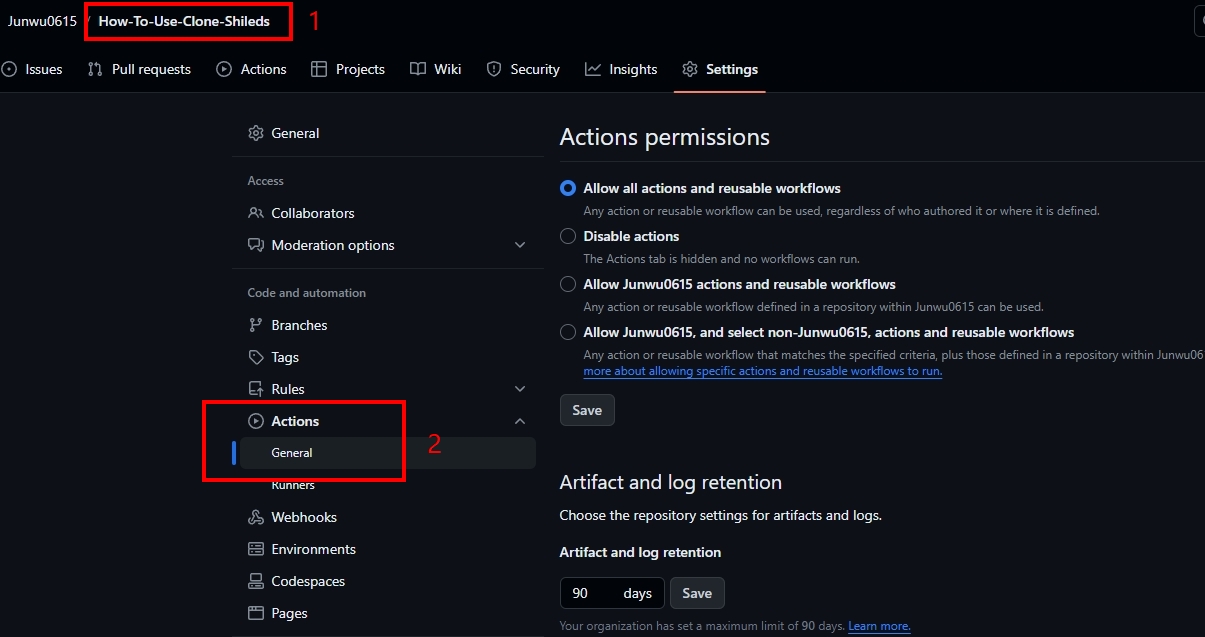 Junwu0615 / How-To-Use-Clone-Shileds 1
Issues Pull requests Actions Projects Wiki Security Insights Settings
General
Access
Collaborators
Moderation options
Code and automation
Branches
Tags
Rules
Actions
General 2
Runners
Webhooks
Environments
Codespaces
Pages
Actions permissions
Allow all actions and reusable workflows
Any action or reusable workflow can be used, regardless of who authored it or where it is defined.
Disable actions
The Actions tab is hidden and no workflows can run.
Allow Junwu0615 actions and reusable workflows
Any action or reusable workflow defined in a repository within Junwu0615 can be used.
Allow Junwu0615, and select non-Junwu0615, actions and reusable workflows
Any action or reusable workflow that matches the specified criteria, plus those defined in a repository within Junwu06
more about allowing specific actions and reusable workflows to run.
Save
Artifact and log retention
Choose the repository settings for artifacts and logs.
Artifact and log retention
90 days Save
Your organization has set a maximum limit of 90 days. Learn more.